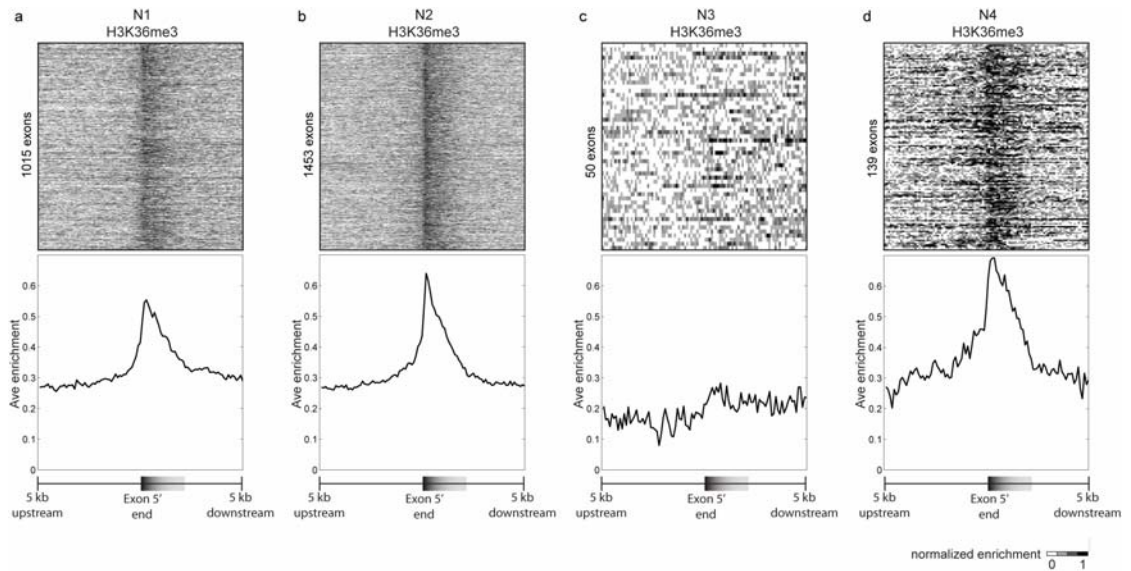 a
N1
H3K36me3
1015 exons
Ave enrichment
0.6
0.5
0.4
0.3
0.2
0.1
0
5 kb
upstream
Exon 5'
end
5 kb
downstream
b
N2
H3K36me3
1453 exons
Ave enrichment
0.6
0.5
0.4
0.3
0.2
0.1
0
5 kb
upstream
Exon 5'
end
5 kb
downstream
c
N3
H3K36me3
50 exons
Ave enrichment
0.6
0.5
0.4
0.3
0.2
0.1
0
5 kb
upstream
Exon 5'
end
5 kb
downstream
d
N4
H3K36me3
139 exons
Ave enrichment
0.6
0.5
0.4
0.3
0.2
0.1
0
5 kb
upstream
Exon 5'
end
5 kb
downstream
normalized enrichment
0 1